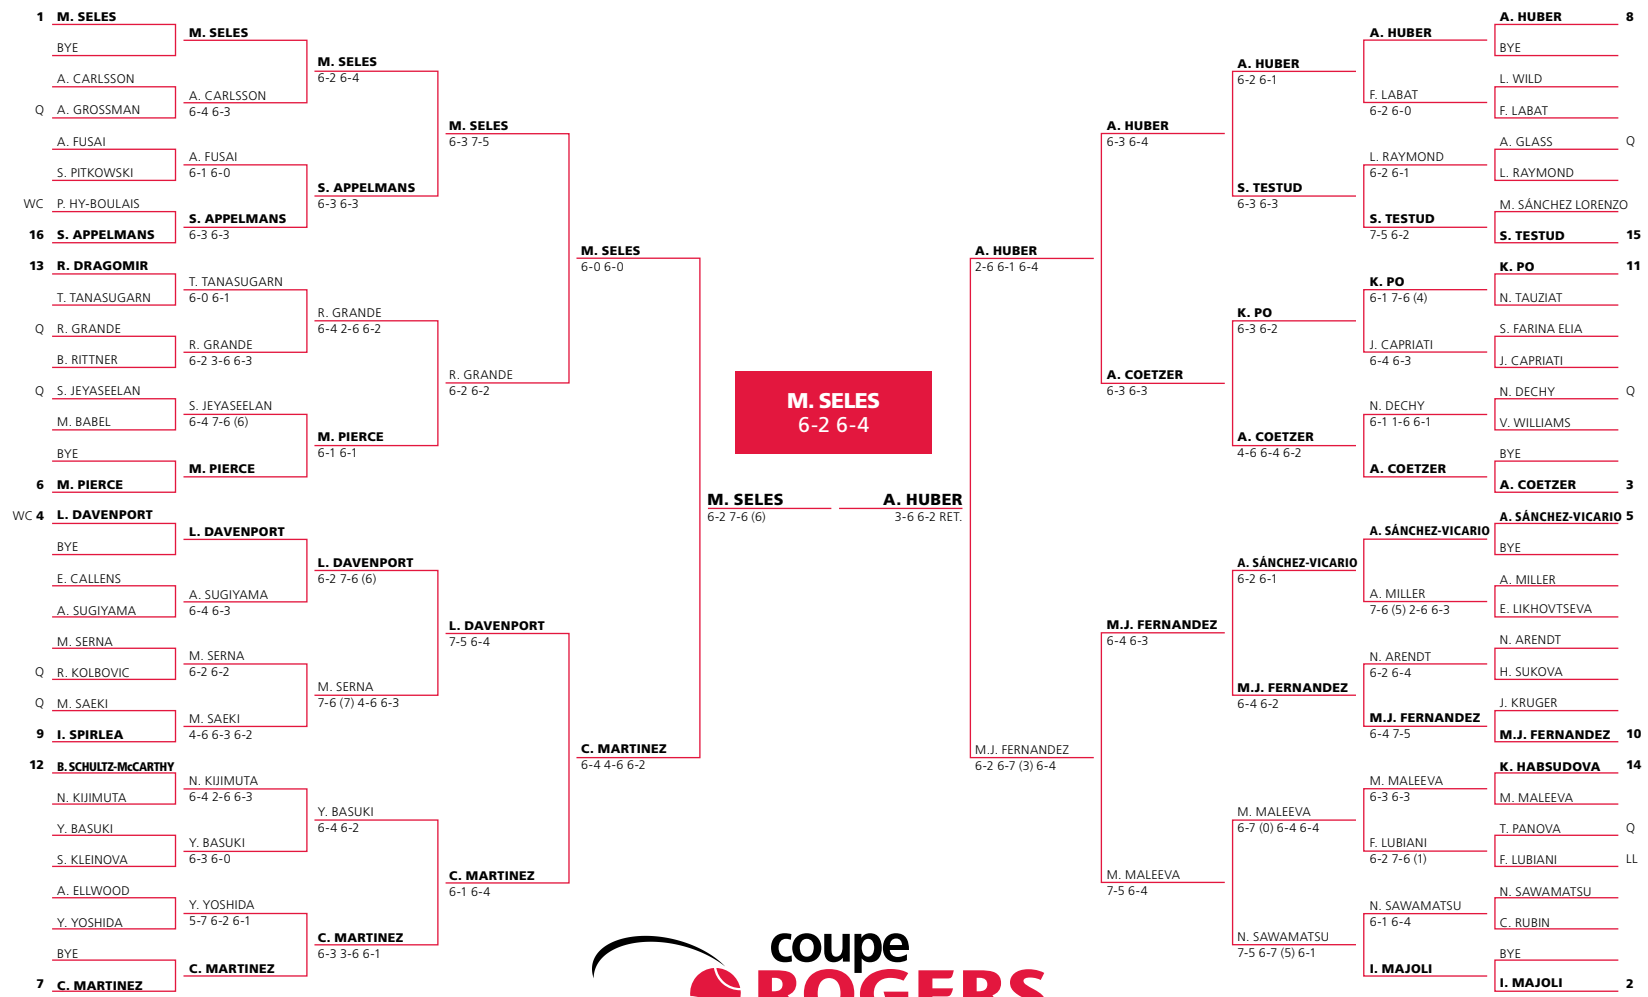 1 M. SELES
BYE
A. CARLSSON
Q A. GROSSMAN
A. FUSAI
S. PITKOWSKI
WC P. HY-BOULAIS
16 S. APPELMANS
13 R. DRAGOMIR
T. TANASUGARN
Q R. GRANDE
B. RITTNER
Q S. JEYASEELAN
M. BABEL
BYE
6 M. PIERCE
WC 4 L. DAVENPORT
BYE
E. CALLENS
A. SUGIYAMA
M. SERNA
Q R. KOLBOVIC
Q M. SAEKI
9 I. SPIRLEA
12 B. SCHULTZ-McCARTHY
N. KIJIMUTA
Y. BASUKI
S. KLEINOVA
A. ELLWOOD
Y. YOSHIDA
BYE
7 C. MARTINEZ
M. SELES
A. CARLSSON
6-4 6-3
A. FUSAI
6-1 6-0
S. APPELMANS
6-3 6-3
T. TANASUGARN
6-0 6-1
R. GRANDE
6-2 3-6 6-3
S. JEYASEELAN
6-4 7-6 (6)
M. PIERCE
L. DAVENPORT
A. SUGIYAMA
6-4 6-3
M. SERNA
6-2 6-2
M. SAEKI
4-6 6-3 6-2
N. KIJIMUTA
6-4 2-6 6-3
Y. BASUKI
6-3 6-0
Y. YOSHIDA
5-7 6-2 6-1
C. MARTINEZ
M. SELES
6-2 6-4
S. APPELMANS
6-3 6-3
R. GRANDE
6-4 2-6 6-2
M. PIERCE
6-1 6-1
L. DAVENPORT
6-2 7-6 (6)
M. SERNA
7-6 (7) 4-6 6-3
Y. BASUKI
6-4 6-2
C. MARTINEZ
6-3 3-6 6-1
M. SELES
6-3 7-5
R. GRANDE
6-2 6-2
L. DAVENPORT
7-5 6-4
C. MARTINEZ
6-1 6-4
M. SELES
6-0 6-0
C. MARTINEZ
6-4 4-6 6-2
M. SELES
6-2 7-6 (6)
M. SELES
6-2 6-4
A. HUBER
3-6 6-2 RET.
A. HUBER
2-6 6-1 6-4
M.J. FERNANDEZ
6-2 6-7 (3) 6-4
A. HUBER
6-3 6-4
A. COETZER
6-3 6-3
M.J. FERNANDEZ
6-4 6-3
M. MALEEVA
7-5 6-4
A. HUBER
6-2 6-1
S. TESTUD
6-3 6-3
K. PO
6-3 6-2
A. COETZER
4-6 6-4 6-2
A. SÁNCHEZ-VICARIO
6-2 6-1
M.J. FERNANDEZ
6-4 6-2
M. MALEEVA
6-7 (0) 6-4 6-4
N. SAWAMATSU
7-5 6-7 (5) 6-1
A. HUBER
F. LABAT
6-2 6-0
L. RAYMOND
6-2 6-1
S. TESTUD
7-5 6-2
K. PO
6-1 7-6 (4)
J. CAPRIATI
6-4 6-3
N. DECHY
6-1 1-6 6-1
A. COETZER
A. SÁNCHEZ-VICARIO
A. MILLER
7-6 (5) 2-6 6-3
N. ARENDT
6-2 6-4
M.J. FERNANDEZ
6-4 7-5
M. MALEEVA
6-3 6-3
F. LUBIANI
6-2 7-6 (1)
N. SAWAMATSU
6-1 6-4
I. MAJOLI
A. HUBER 8
BYE
L. WILD
F. LABAT
A. GLASS Q
L. RAYMOND
M. SÁNCHEZ LORENZO
S. TESTUD 15
K. PO 11
N. TAUZIAT
S. FARINA ELIA
J. CAPRIATI
N. DECHY Q
V. WILLIAMS
BYE
A. COETZER 3
A. SÁNCHEZ-VICARIO 5
BYE
A. MILLER
E. LIKHOVTSEVA
N. ARENDT
H. SUKOVA
J. KRUGER
M.J. FERNANDEZ 10
K. HABSUDOVA 14
M. MALEEVA
T. PANOVA Q
F. LUBIANI LL
N. SAWAMATSU
C. RUBIN
BYE
I. MAJOLI 2
coupe
ROGERS